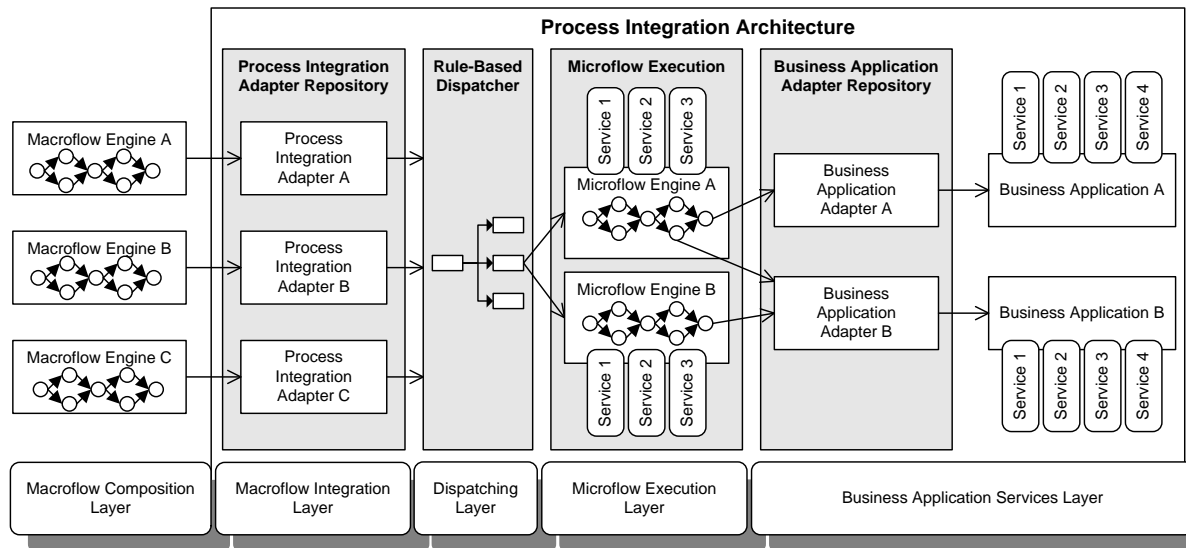 Process Integration Architecture
Process Integration
Adapter Repository
Rule-Based
Dispatcher
Microflow Execution
Business Application
Adapter Repository
Macroflow Engine A
Macroflow Engine B
Macroflow Engine C
Process
Integration
Adapter A
Process
Integration
Adapter B
Process
Integration
Adapter C
Service 1
Service 2
Service 3
Microflow Engine A
Microflow Engine B
Service 1
Service 2
Service 3
Business
Application
Adapter A
Business
Application
Adapter B
Service 1
Service 2
Service 3
Service 4
Business Application A
Business Application B
Service 1
Service 2
Service 3
Service 4
Macroflow Composition
Layer
Macroflow Integration
Layer
Dispatching
Layer
Microflow Execution
Layer
Business Application Services Layer